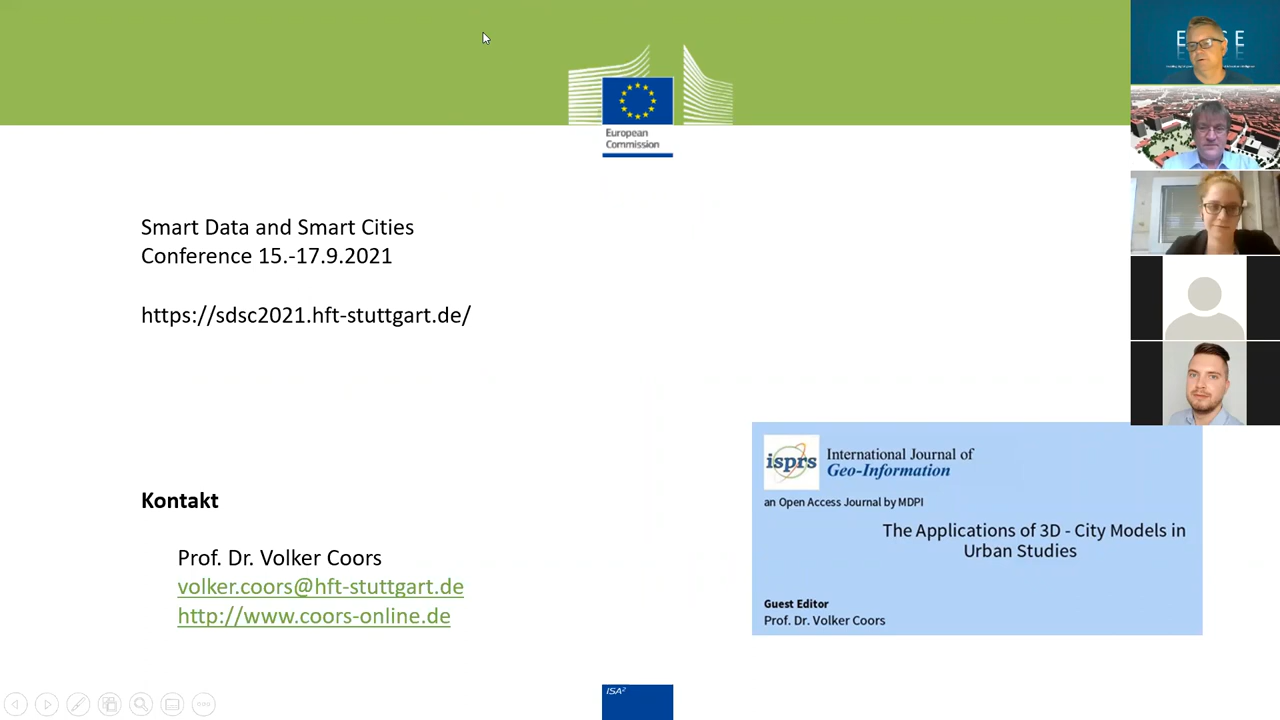 European
Commission
Smart Data and Smart Cities
Conference 15.-17.9.2021
https://sdsc2021.hft-stuttgart.de/
Kontakt
Prof. Dr. Volker Coors
volker.coors@hft-stuttgart.de
http://www.coors-online.de
isprs
International Journal of
Geo-Information
an Open Access Journal by MDPI
The Applications of 3D - City Models in
Urban Studies
Guest Editor
Prof. Dr. Volker Coors
ISA²